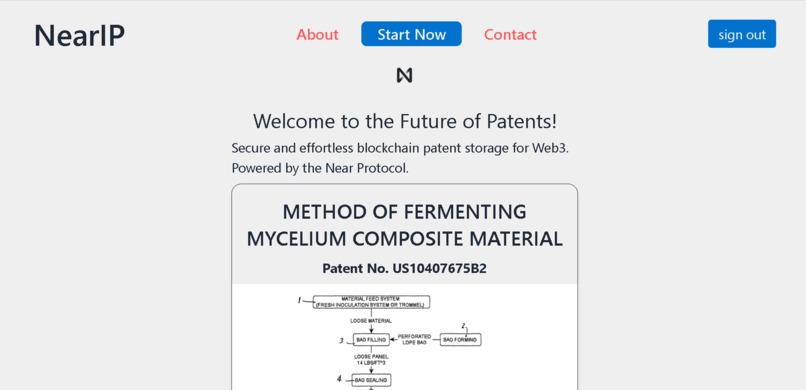 NearIP
About
Start Now
Contact
sign out
Welcome to the Future of Patents!
Secure and effortless blockchain patent storage for Web3.
Powered by the Near Protocol.
METHOD OF FERMENTING
MYCELIUM COMPOSITE MATERIAL
Patent No. US10407675B2
1
MATERIAL FEED SYSTEM
(FRESH INOCULATION SYSTEM OR TROMMEL)
LOOSE MATERIAL
2
3
BAG FILLING
PERFORATED
LDPE BAG
BAG FORMING
LOOSE PANEL
14 LBS/FT^3
4
BAG SEALING